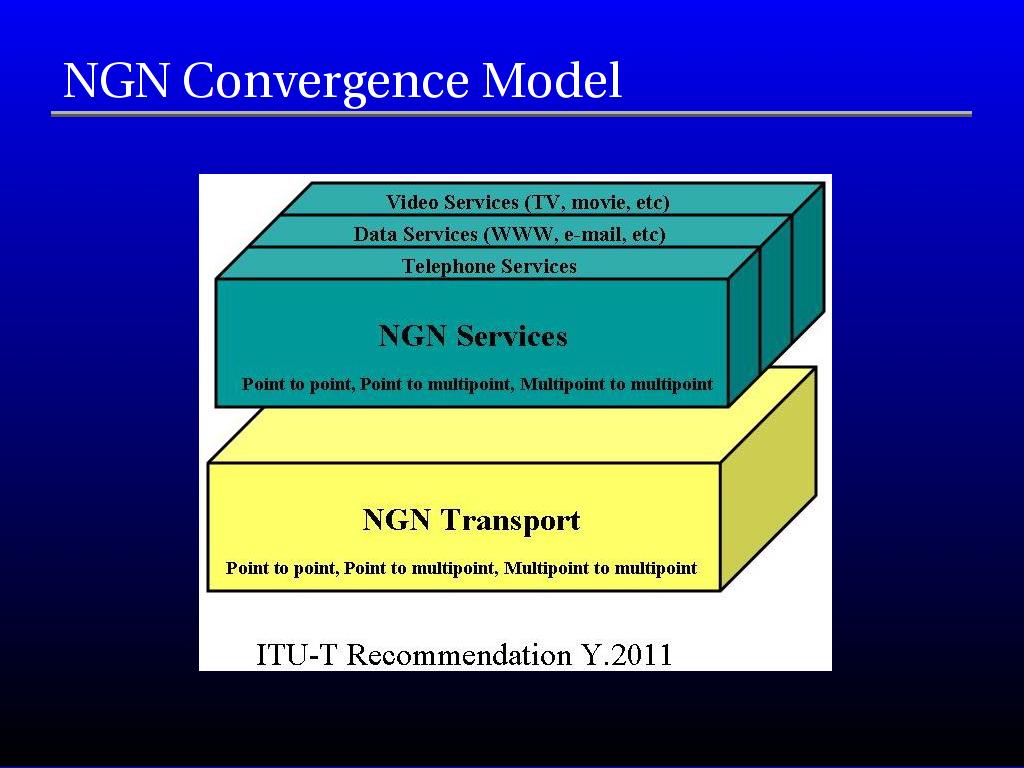 NGN Convergence Model
Video Services (TV, movie, etc)
Data Services (WWW, e-mail, etc)
Telephone Services
NGN Services
Point to point, Point to multipoint, Multipoint to multipoint
NGN Transport
Point to point, Point to multipoint, Multipoint to multipoint
ITU-T Recommendation Y.2011